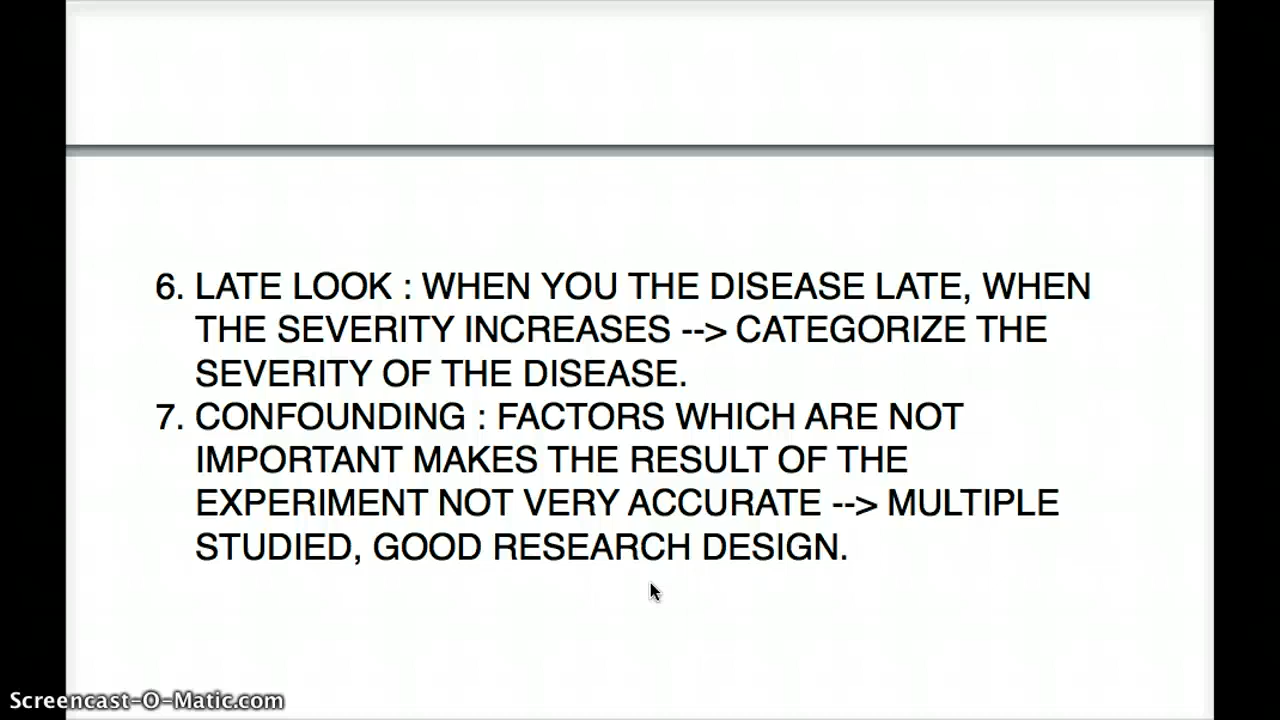 6. LATE LOOK : WHEN YOU THE DISEASE LATE, WHEN
THE SEVERITY INCREASES --> CATEGORIZE THE
SEVERITY OF THE DISEASE.
7. CONFOUNDING : FACTORS WHICH ARE NOT
IMPORTANT MAKES THE RESULT OF THE
EXPERIMENT NOT VERY ACCURATE --> MULTIPLE
STUDIED, GOOD RESEARCH DESIGN.
Screencast-O-Matic.com